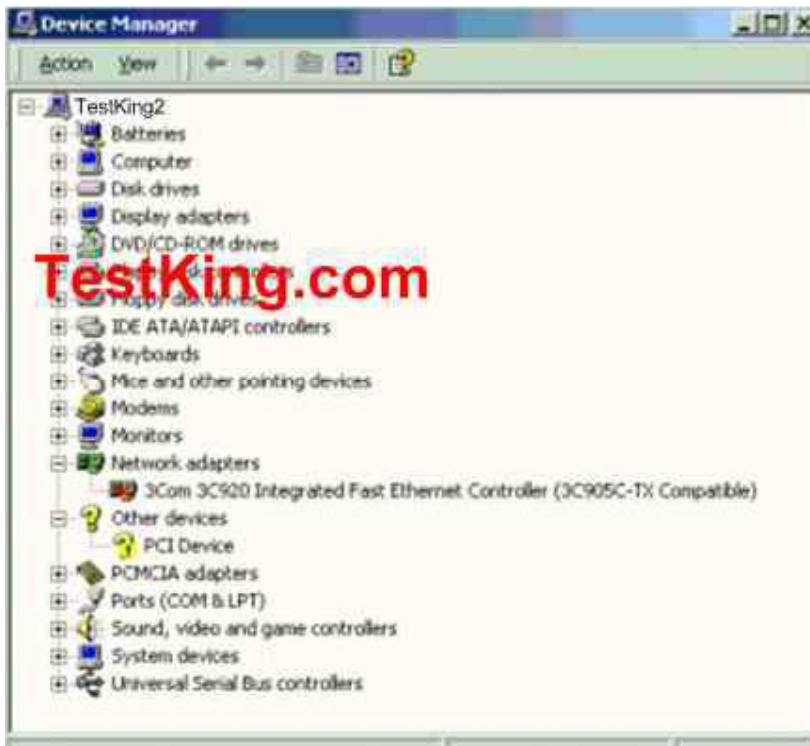 Device Manager
Action View
TestKing2
Batteries
Computer
Disk drives
Display adapters
DVD/CD-ROM drives
TestKing.com
Floppy disk drives
IDE ATA/ATAPI controllers
Keyboards
Mice and other pointing devices
Modems
Monitors
Network adapters
3Com 3C920 Integrated Fast Ethernet Controller (3C905C-TX Compatible)
Other devices
PCI Device
PCMCIA adapters
Ports (COM & LPT)
Sound, video and game controllers
System devices
Universal Serial Bus controllers